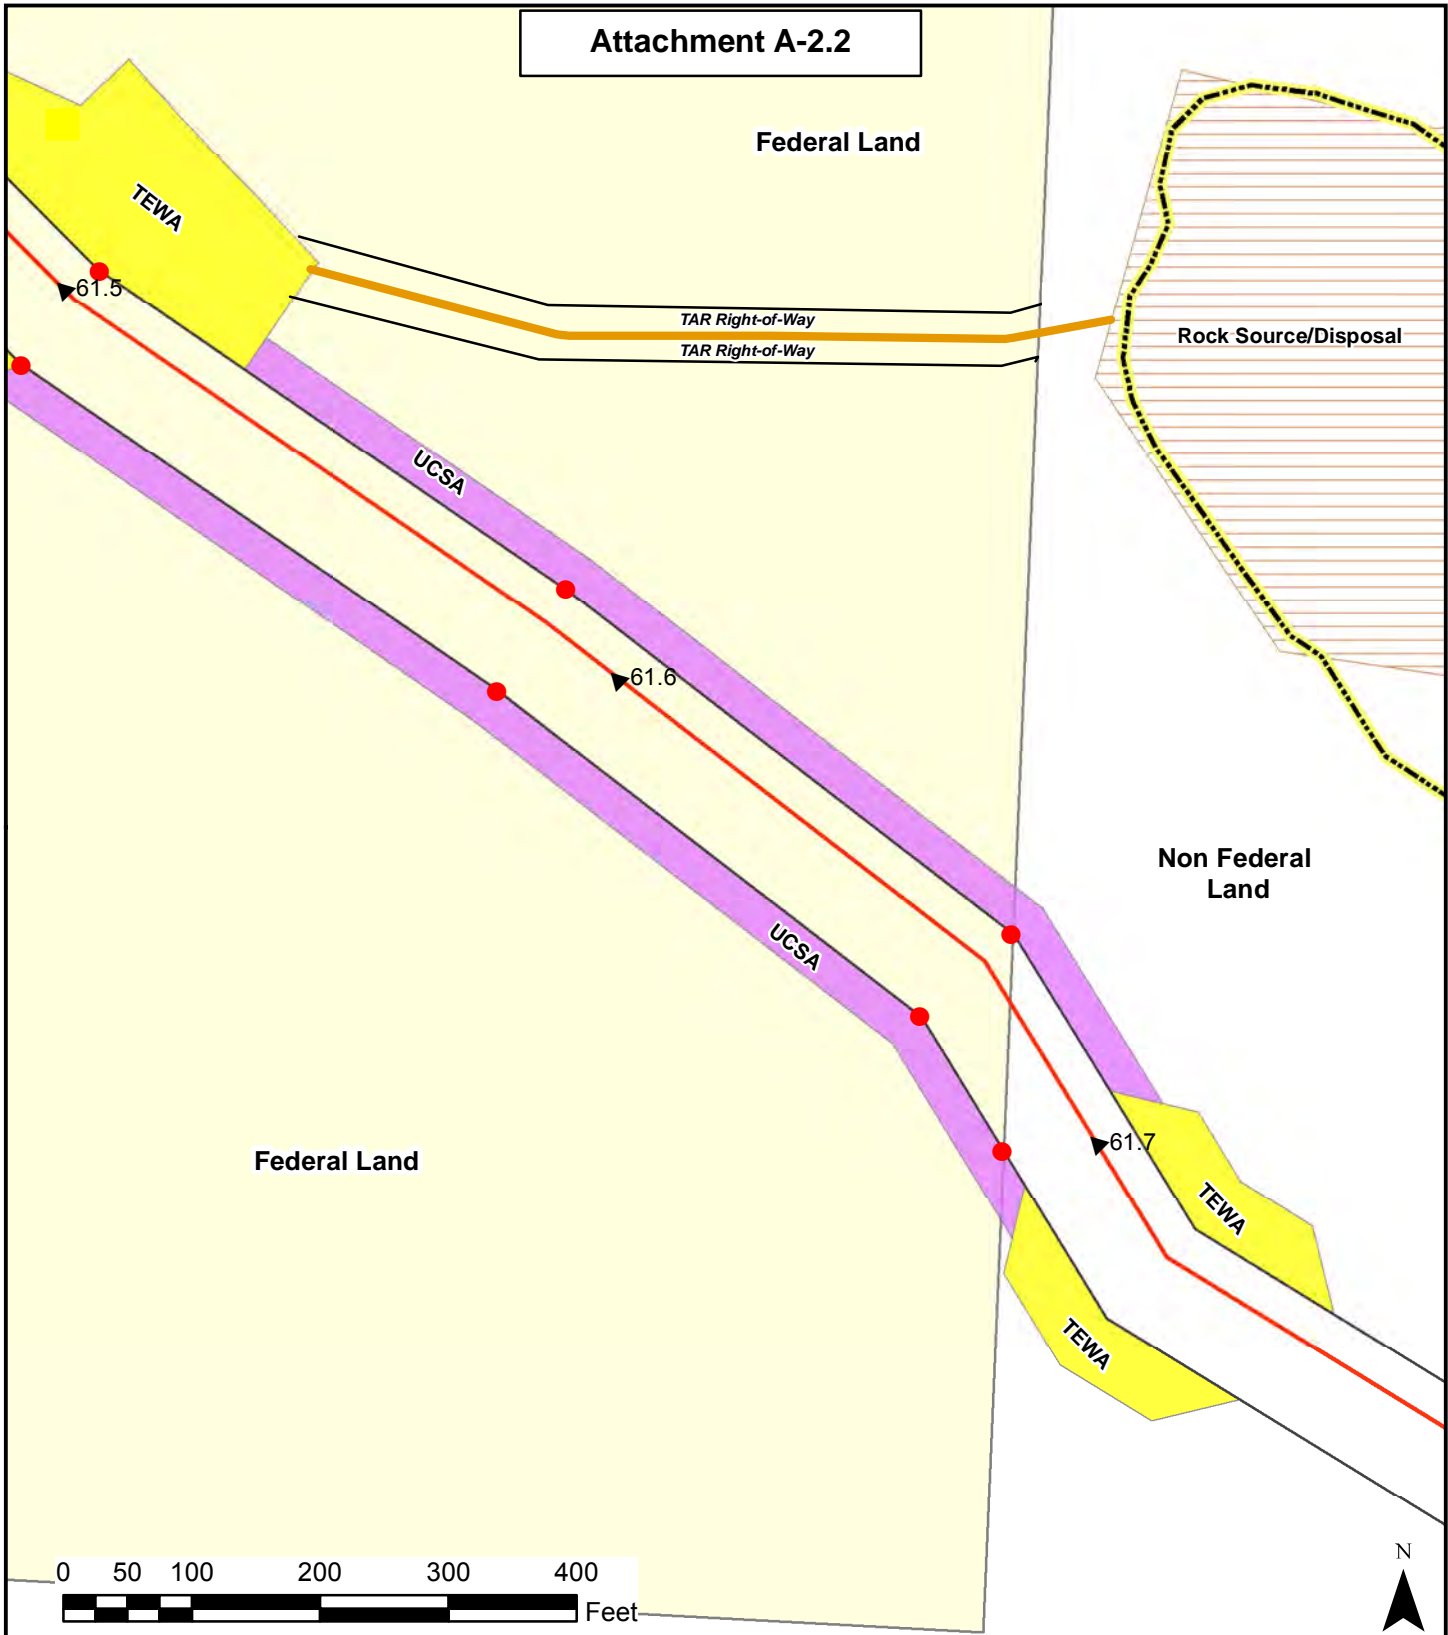 Attachment A-2.2
Federal Land
TEWA
61.5
TAR Right-of-Way
TAR Right-of-Way
Rock Source/Disposal
UCSA
61.6
Non Federal
Land
UCSA
61.7
Federal Land
TEWA
TEWA
0 50 100 200 300 400
Feet
N